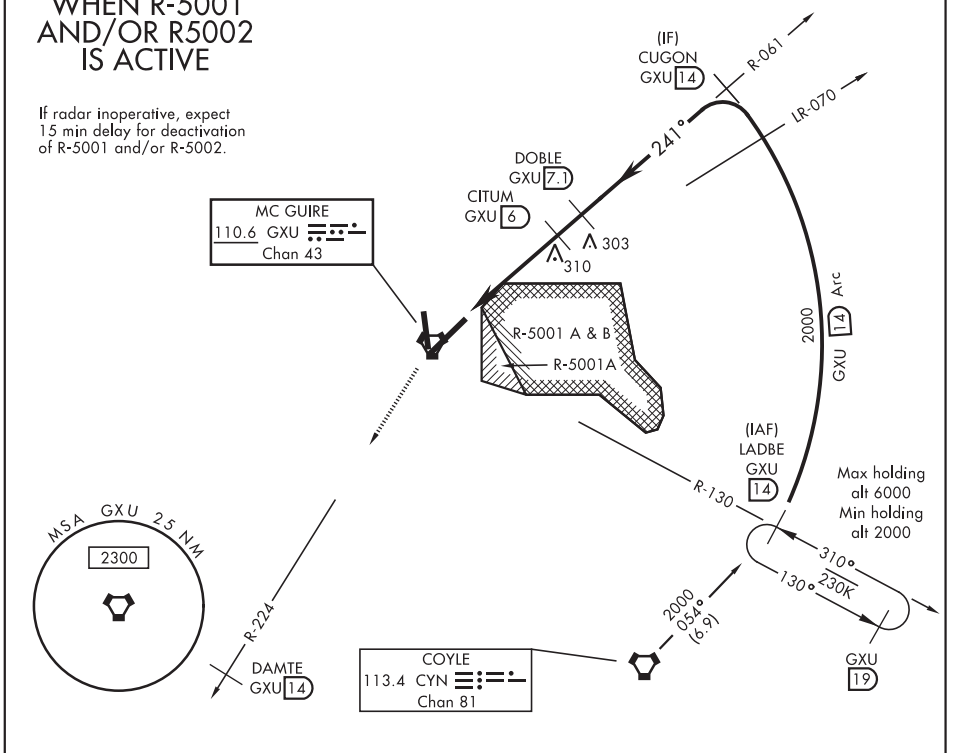 WHEN R-5001
AND/OR R5002
IS ACTIVE
If radar inoperative, expect
15 min delay for deactivation
of R-5001 and/or R-5002.
(IF)
CUGON
GXU 14
R-061
LR-070
241°
DOBLE
GXU 7.1
CITUM
GXU 6
303
310
MC GUIRE
110.6 GXU
Chan 43
R-5001 A & B
R-5001A
2000
GXU 14 Arc
(IAF)
LADBE
GXU
14
R-130
Max holding
alt 6000
Min holding
alt 2000
310°
130°
230K
GXU
19
MSA GXU 25 NM
2300
R-224
DAMTE
GXU 14
2000
054°
(6.9)
COYLE
113.4 CYN
Chan 81